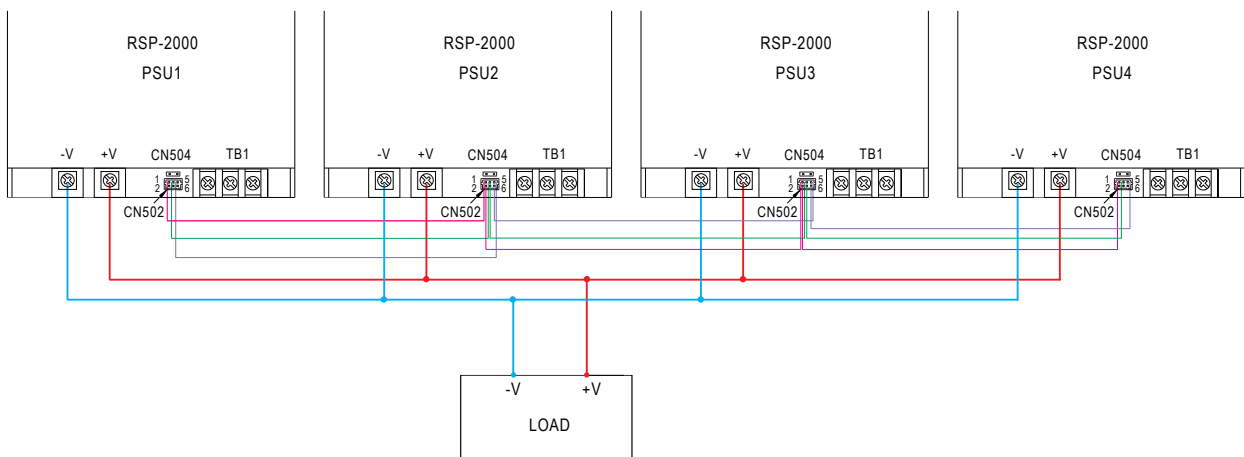 RSP-2000
PSU1
-V +V CN504 TB1
1 5
2 6
CN502
RSP-2000
PSU2
-V +V CN504 TB1
1 5
2 6
CN502
RSP-2000
PSU3
-V +V CN504 TB1
1 5
2 6
CN502
RSP-2000
PSU4
-V +V CN504 TB1
1 5
2 6
CN502
-V +V
LOAD